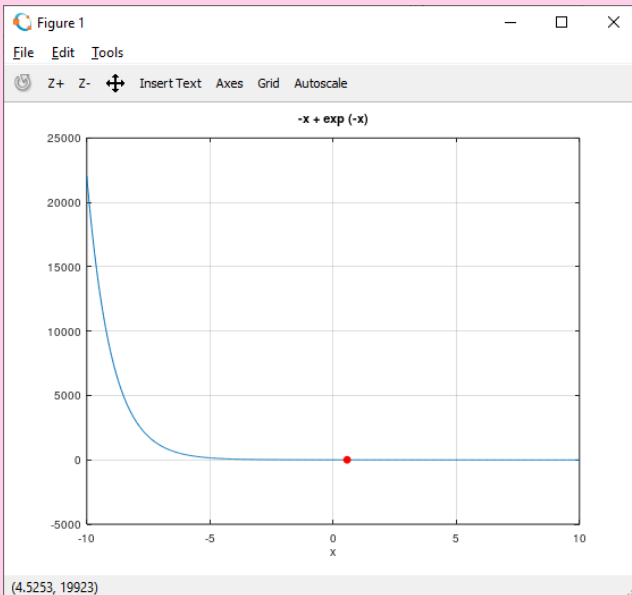 Figure 1
File Edit Tools
Z+ Z- Insert Text Axes Grid Autoscale
-x + exp (-x)
25000
20000
15000
10000
5000
0
-5000
-10 -5 0 5 10
x
(4.5253, 19923)